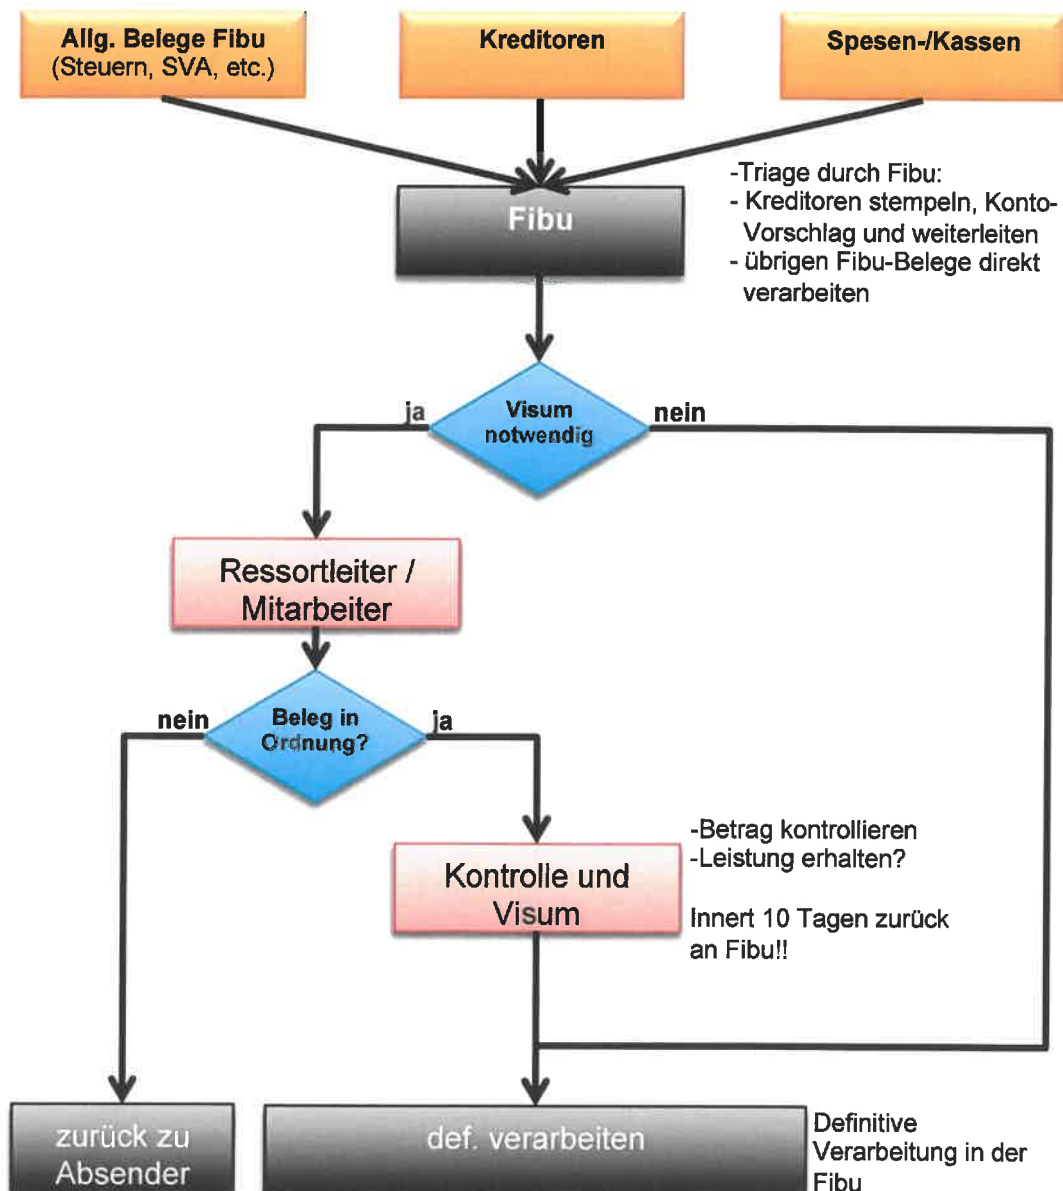 Allg. Belege Fibu
(Steuern, SVA, etc.)
Kreditoren
Spesen-/Kassen
Fibu
-Triage durch Fibu:
- Kreditoren stempeln, Konto-
Vorschlag und weiterleiten
- übrigen Fibu-Belege direkt
verarbeiten
ja
Visum
notwendig
nein
Ressortleiter /
Mitarbeiter
nein
Beleg in
Ordnung?
ja
Kontrolle und
Visum
-Betrag kontrollieren
-Leistung erhalten?
Innert 10 Tagen zurück
an Fibu!!
zurück zu
Absender
def. verarbeiten
Definitive
Verarbeitung in der
Fibu